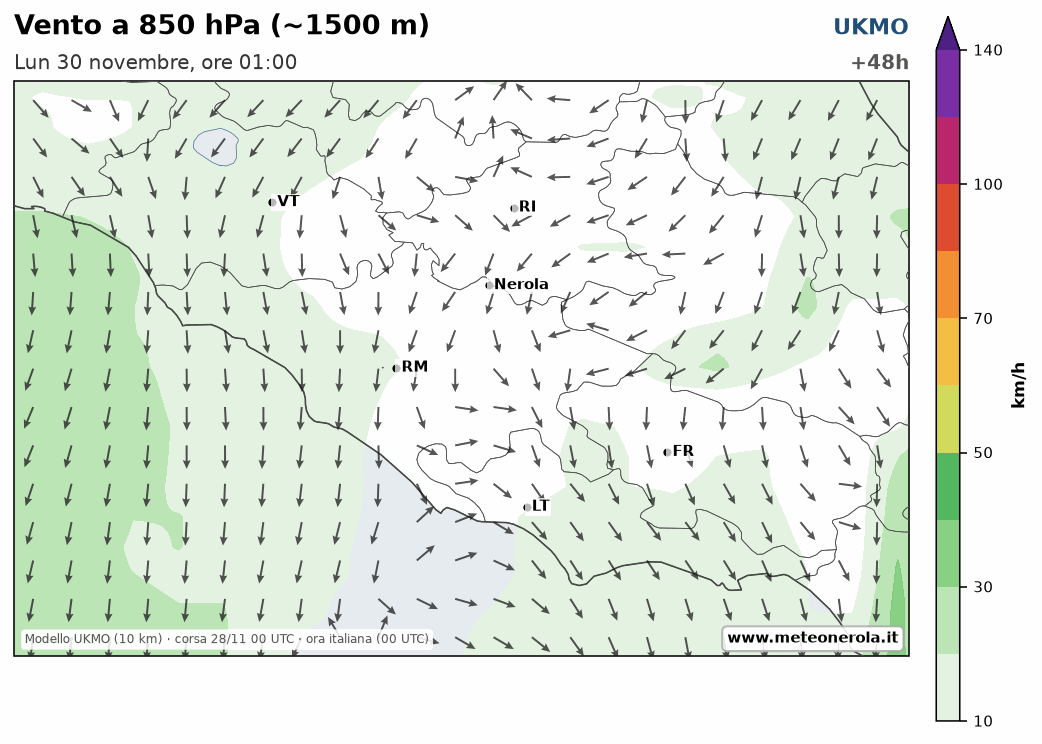 Vento a 850 hPa (~1500 m)
UKMO
Lun 30 novembre, ore 01:00
+48h
140
100
70
50
30
10
km/h
VT
RI
Nerola
RM
FR
LT
Modello UKMO (10 km) · corsa 28/11 00 UTC · ora italiana (00 UTC)
www.meteonerola.it